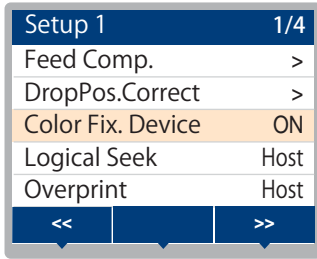 Setup 1 1/4
Feed Comp. >
DropPos.Correct >
Color Fix. Device ON
Logical Seek Host
Overprint Host
<< >>